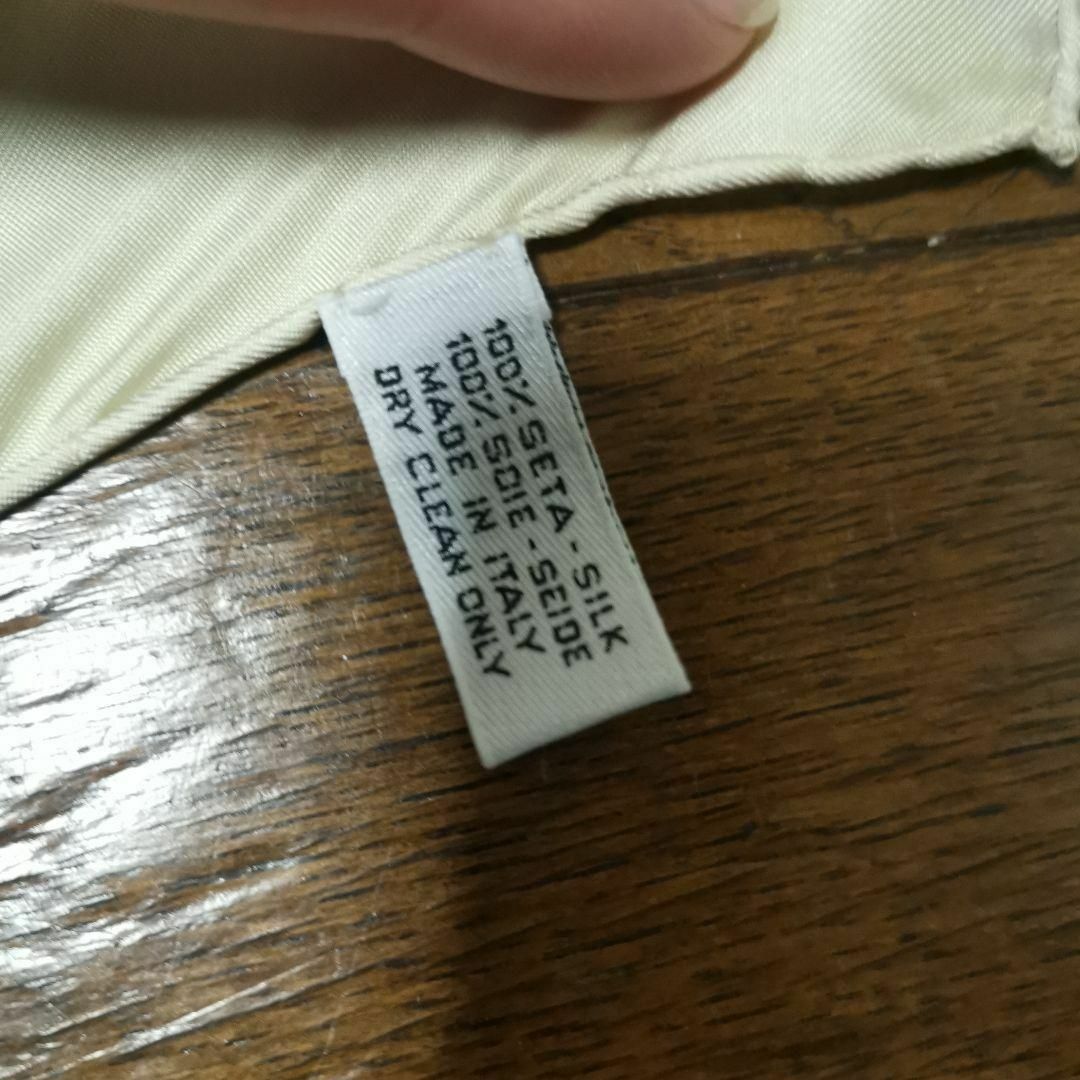 100% SETA - SILK
100% SOIE - SEIDE
MADE IN ITALY
DRY CLEAN ONLY